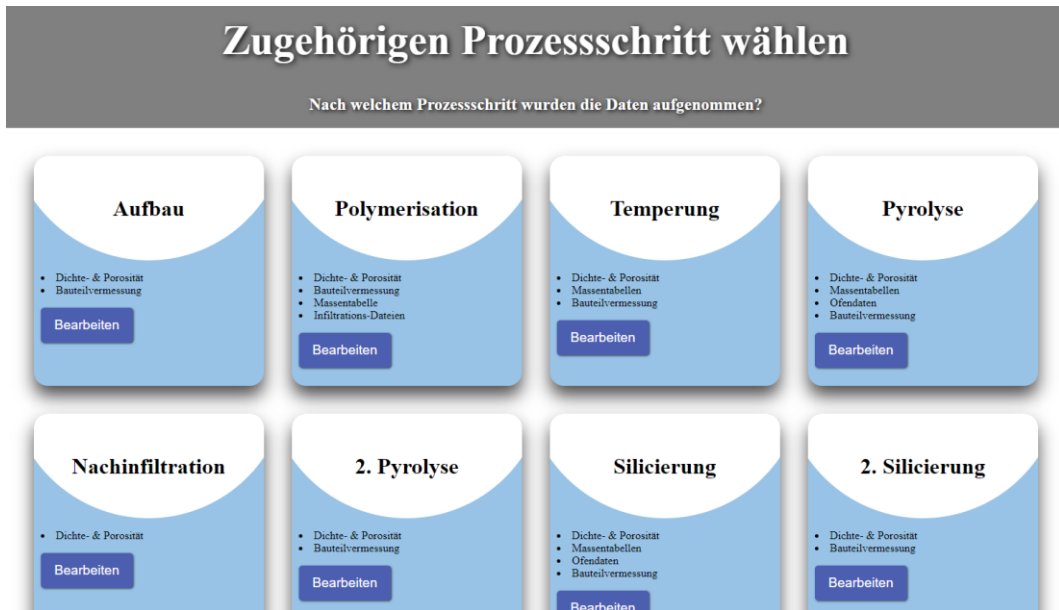 Zugehörigen Prozessschritt wählen
Nach welchem Prozessschritt wurden die Daten aufgenommen?
Aufbau
• Dichte- & Porosität
• Bauteilvermessung
Bearbeiten
Polymerisation
• Dichte- & Porosität
• Bauteilvermessung
• Massentabelle
• Infiltrations-Dateien
Bearbeiten
Temperung
• Dichte- & Porosität
• Massentabellen
• Bauteilvermessung
Bearbeiten
Pyrolyse
• Dichte- & Porosität
• Massentabellen
• Ofendaten
• Bauteilvermessung
Bearbeiten
Nachinfiltration
• Dichte- & Porosität
Bearbeiten
2. Pyrolyse
• Dichte- & Porosität
• Bauteilvermessung
Bearbeiten
Silicierung
• Dichte- & Porosität
• Massentabellen
• Ofendaten
• Bauteilvermessung
Bearbeiten
2. Silicierung
• Dichte- & Porosität
• Bauteilvermessung
Bearbeiten